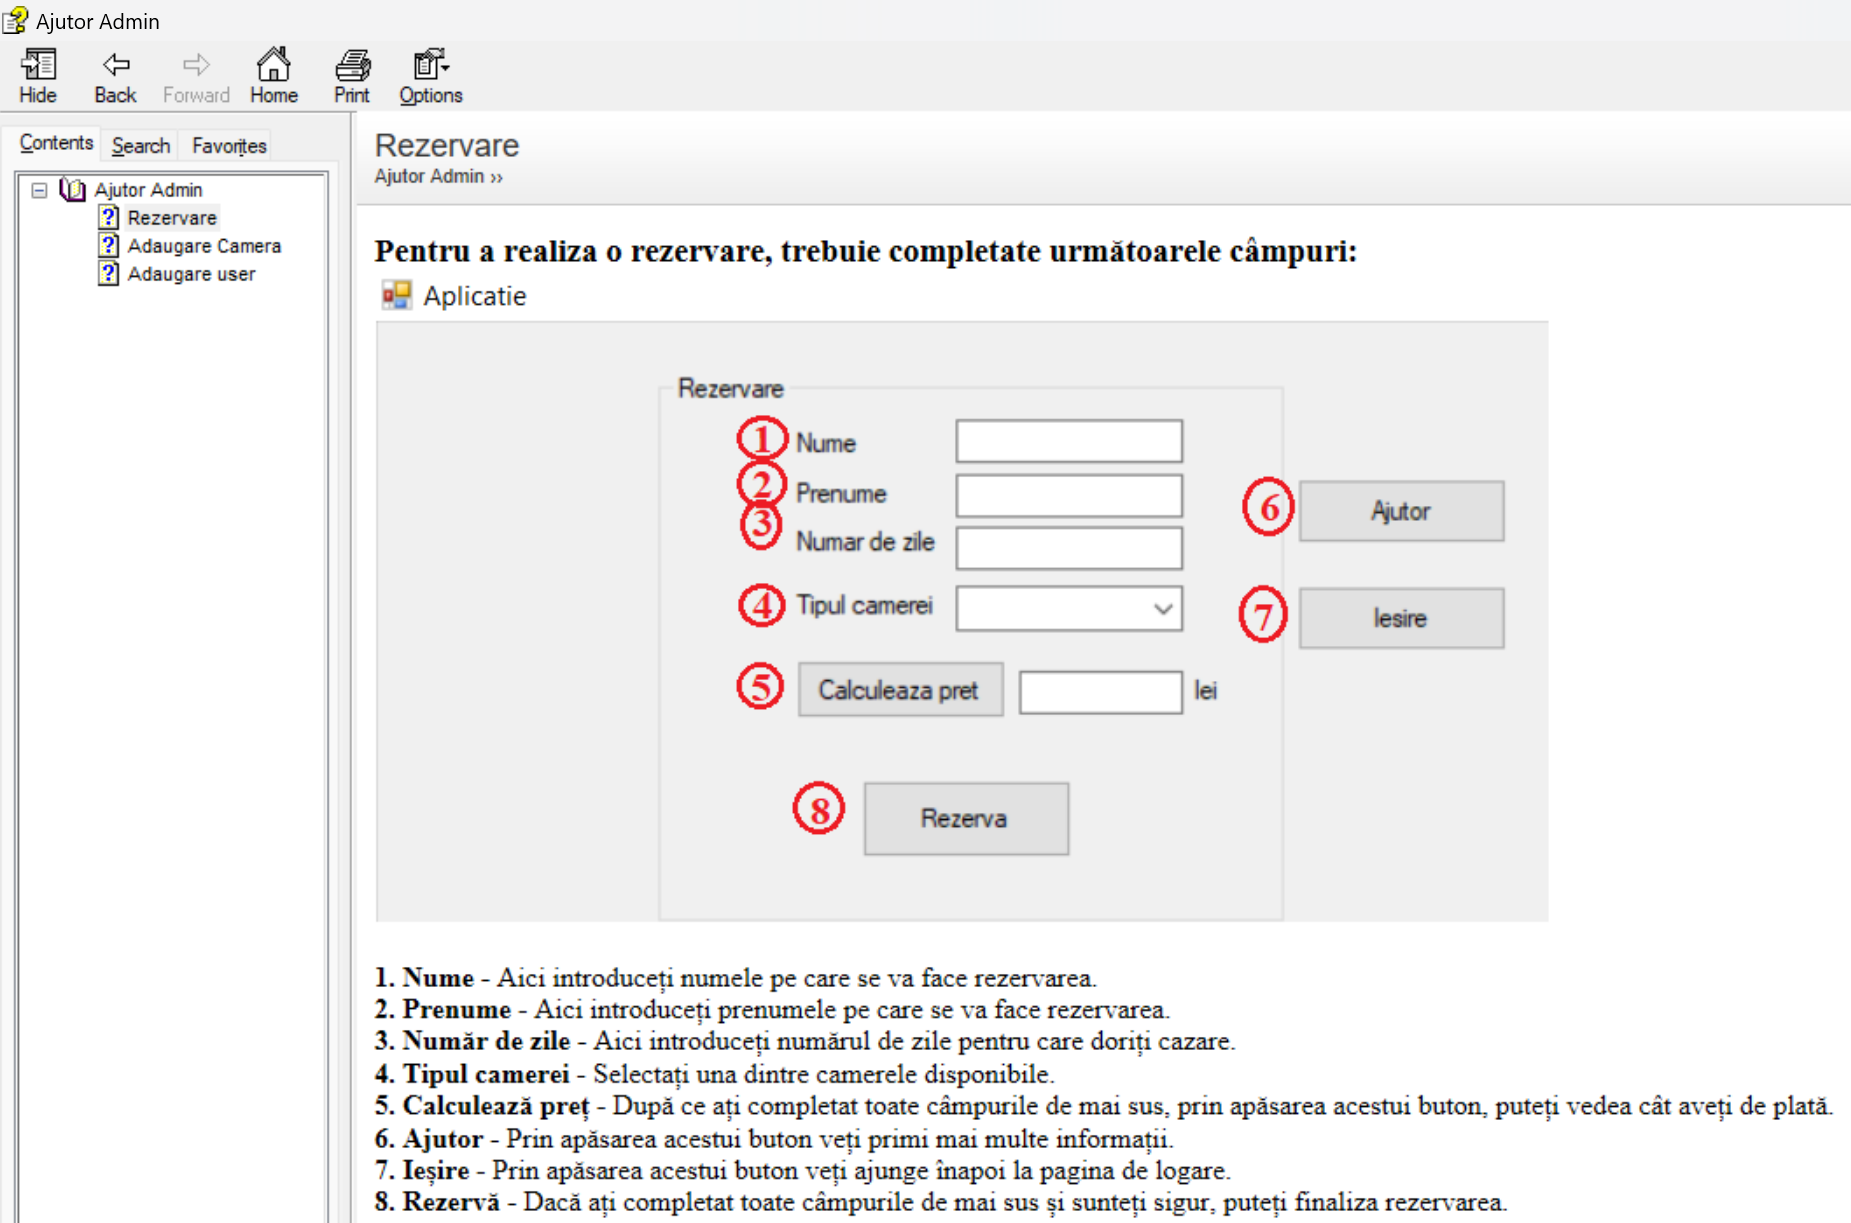 Ajutor Admin
Hide Back Forward Home Print Options
Contents Search Favorites
Ajutor Admin
Rezervare
Adaugare Camera
Adaugare user
Rezervare
Ajutor Admin ››
Pentru a realiza o rezervare, trebuie completate următoarele câmpuri:
Aplicatie
Rezervare
1 Nume
2 Prenume
3 Numar de zile
4 Tipul camerei
5 Calculeaza pret lei
6 Ajutor
7 Iesire
8 Rezerva
1. Nume - Aici introduceți numele pe care se va face rezervarea.
2. Prenume - Aici introduceți prenumele pe care se va face rezervarea.
3. Număr de zile - Aici introduceți numărul de zile pentru care doriți cazare.
4. Tipul camerei - Selectați una dintre camerele disponibile.
5. Calculează preț - După ce ați completat toate câmpurile de mai sus, prin apăsarea acestui buton, puteți vedea cât aveți de plată.
6. Ajutor - Prin apăsarea acestui buton veți primi mai multe informații.
7. Ieșire - Prin apăsarea acestui buton veți ajunge înapoi la pagina de logare.
8. Rezervă - Dacă ați completat toate câmpurile de mai sus și sunteți sigur, puteți finaliza rezervarea.